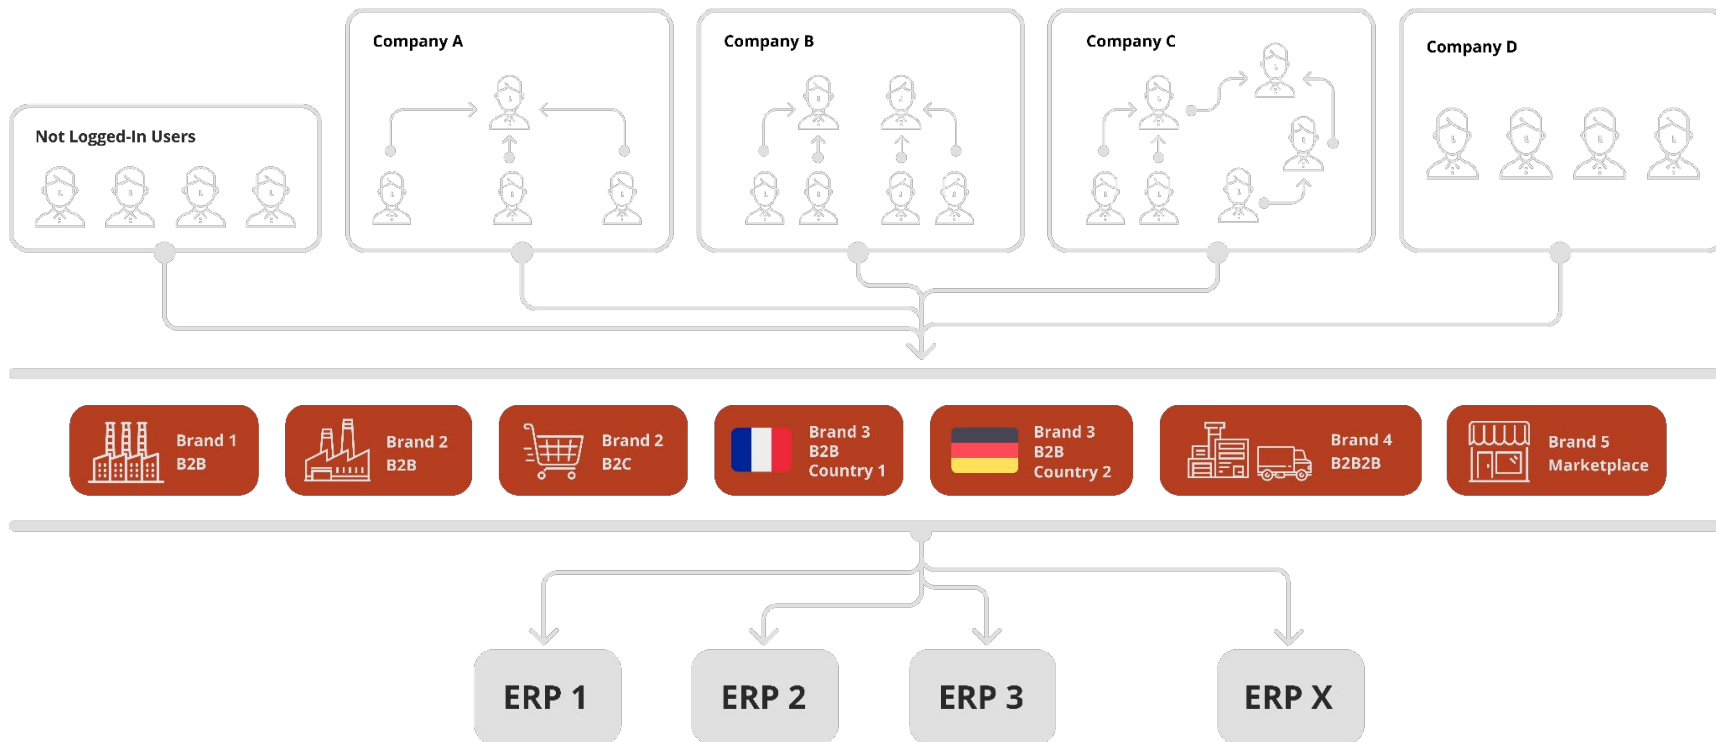 Company A
Company B
Company C
Company D
Not Logged-In Users
Brand 1
B2B
Brand 2
B2B
Brand 2
B2C
Brand 3
B2B
Country 1
Brand 3
B2B
Country 2
Brand 4
B2B2B
Brand 5
Marketplace
ERP 1
ERP 2
ERP 3
ERP X